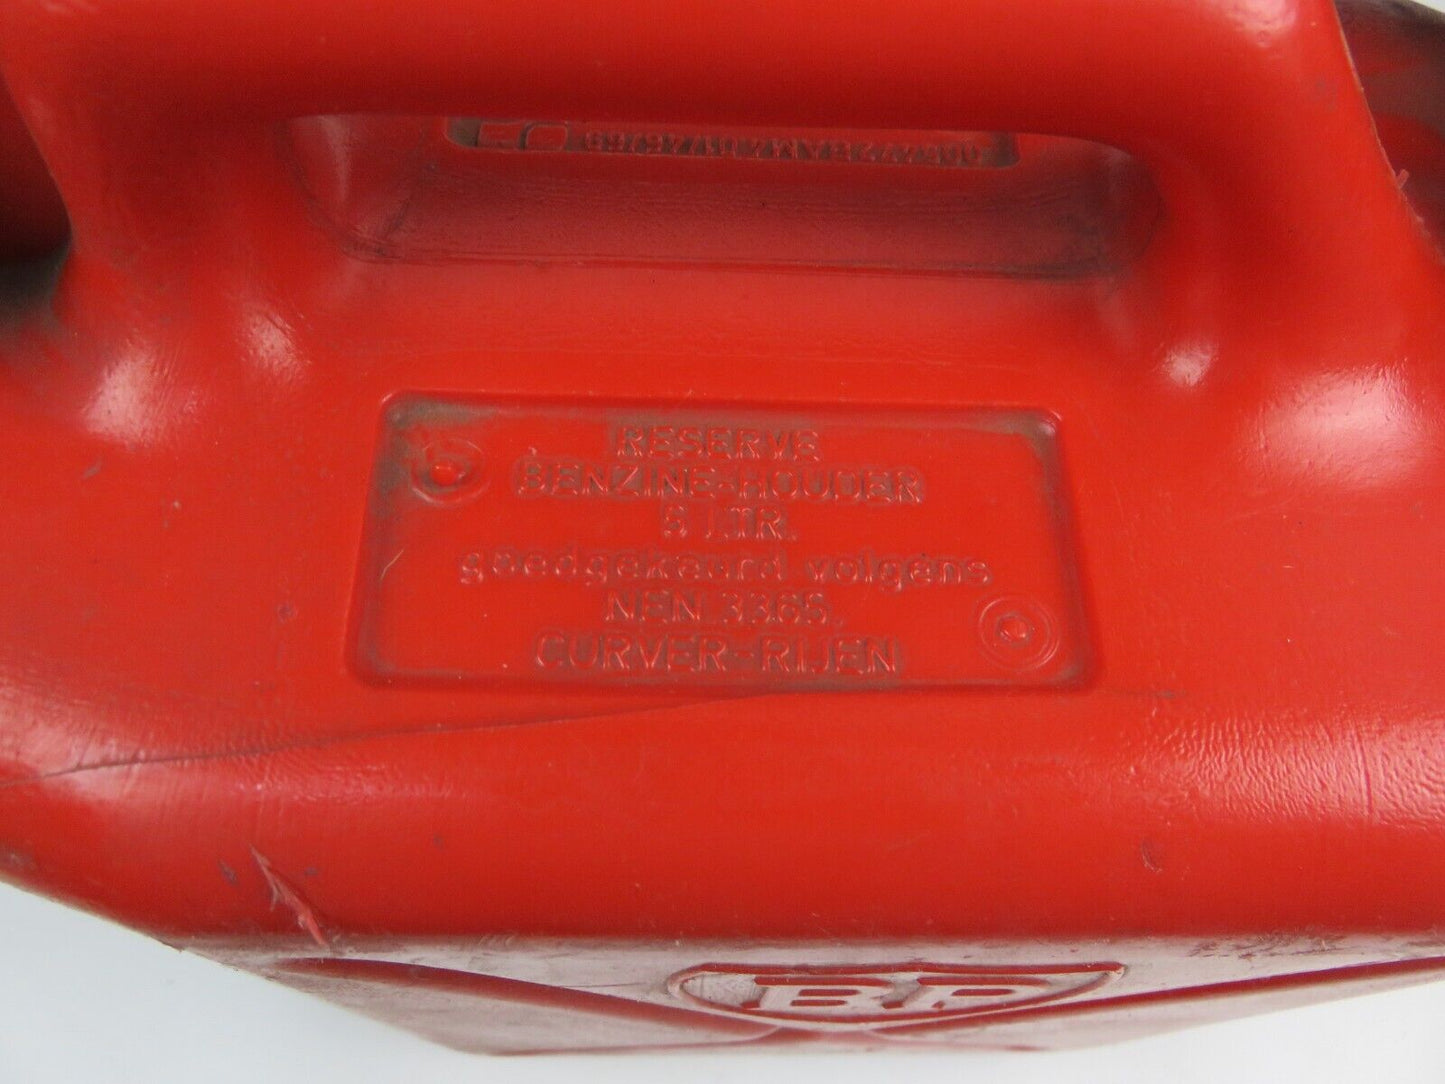 RESERVE
BENZINE-HOUDER
5 LTR.
goedgekeurd volgens
NEN 3365.
CURVER-RIJEN
BP